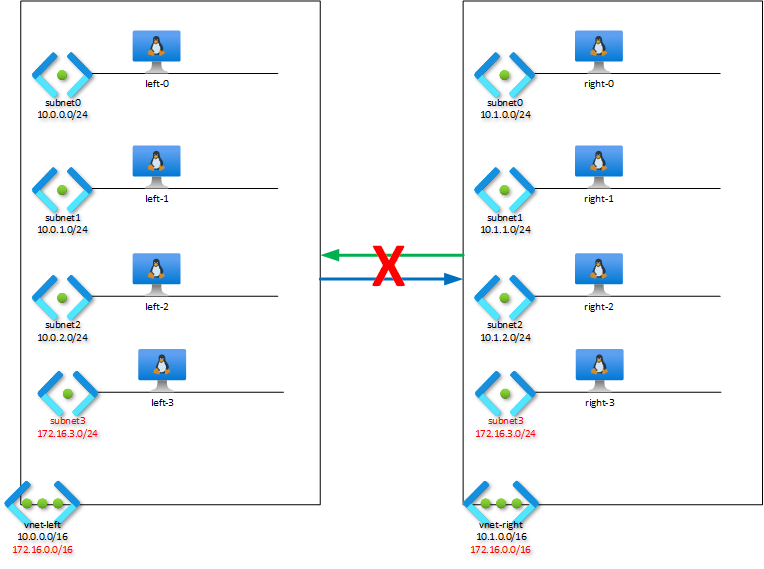 left-0
subnet0
10.0.0.0/24
left-1
subnet1
10.0.1.0/24
left-2
subnet2
10.0.2.0/24
left-3
subnet3
172.16.3.0/24
vnet-left
10.0.0.0/16
172.16.0.0/16
X
right-0
subnet0
10.1.0.0/24
right-1
subnet1
10.1.1.0/24
right-2
subnet2
10.1.2.0/24
right-3
subnet3
172.16.3.0/24
vnet-right
10.1.0.0/16
172.16.0.0/16